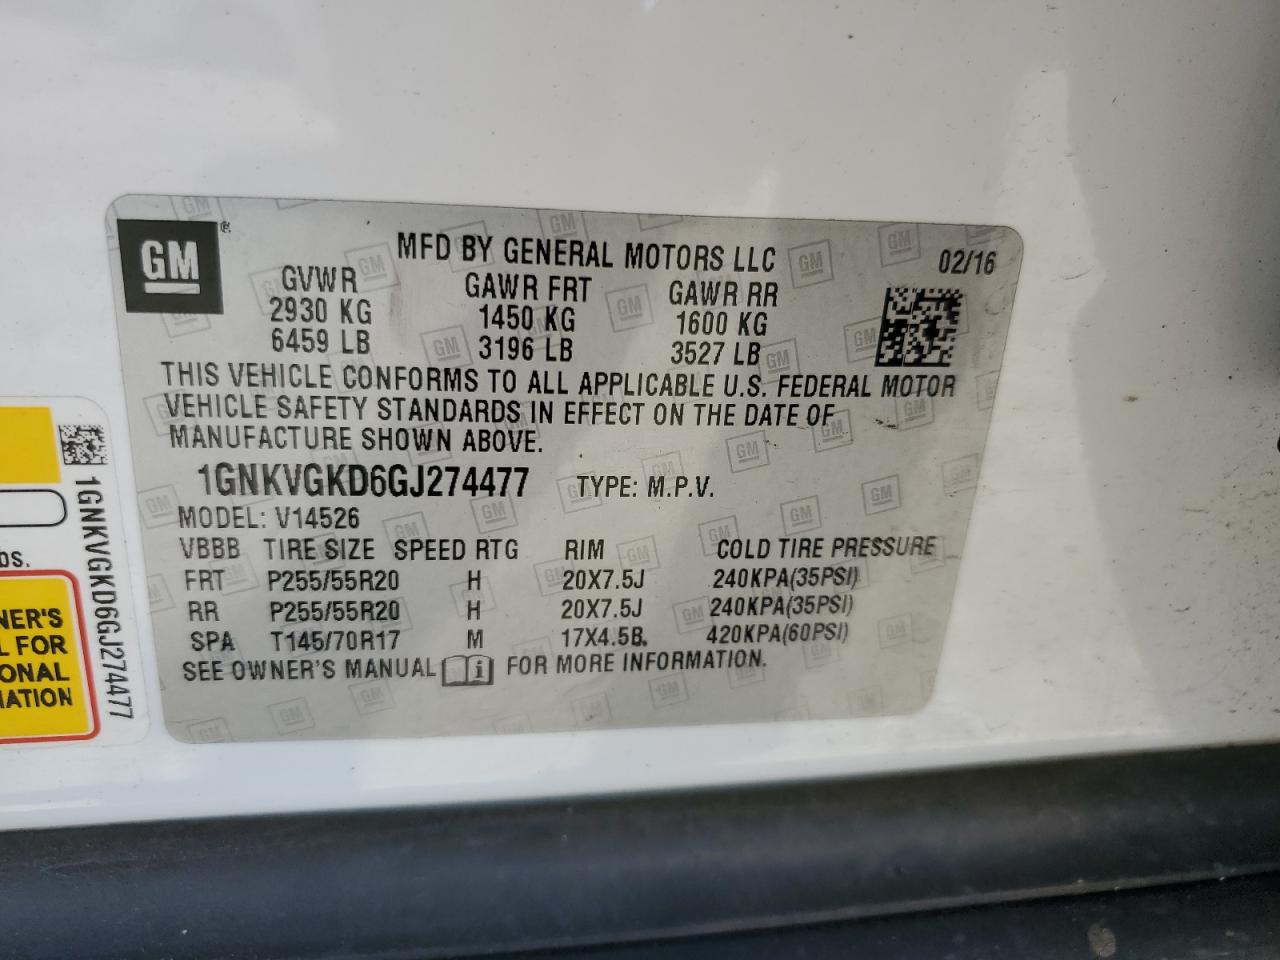 GM
MFD BY GENERAL MOTORS LLC 02/16
GVWR GAWR FRT GAWR RR
2930 KG 1450 KG 1600 KG
6459 LB 3196 LB 3527 LB
THIS VEHICLE CONFORMS TO ALL APPLICABLE U.S. FEDERAL MOTOR
VEHICLE SAFETY STANDARDS IN EFFECT ON THE DATE OF
MANUFACTURE SHOWN ABOVE.
1GNKVGKD6GJ274477 TYPE: M.P.V.
MODEL: V14526
VBBB TIRE SIZE SPEED RTG RIM COLD TIRE PRESSURE
FRT P255/55R20 H 20X7.5J 240KPA(35PSI)
RR P255/55R20 H 20X7.5J 240KPA(35PSI)
SPA T145/70R17 M 17X4.5B. 420KPA(60PSI)
SEE OWNER'S MANUAL i FOR MORE INFORMATION.
1GNKVGKD6GJ274477
NER'S
L FOR
ONAL
MATION